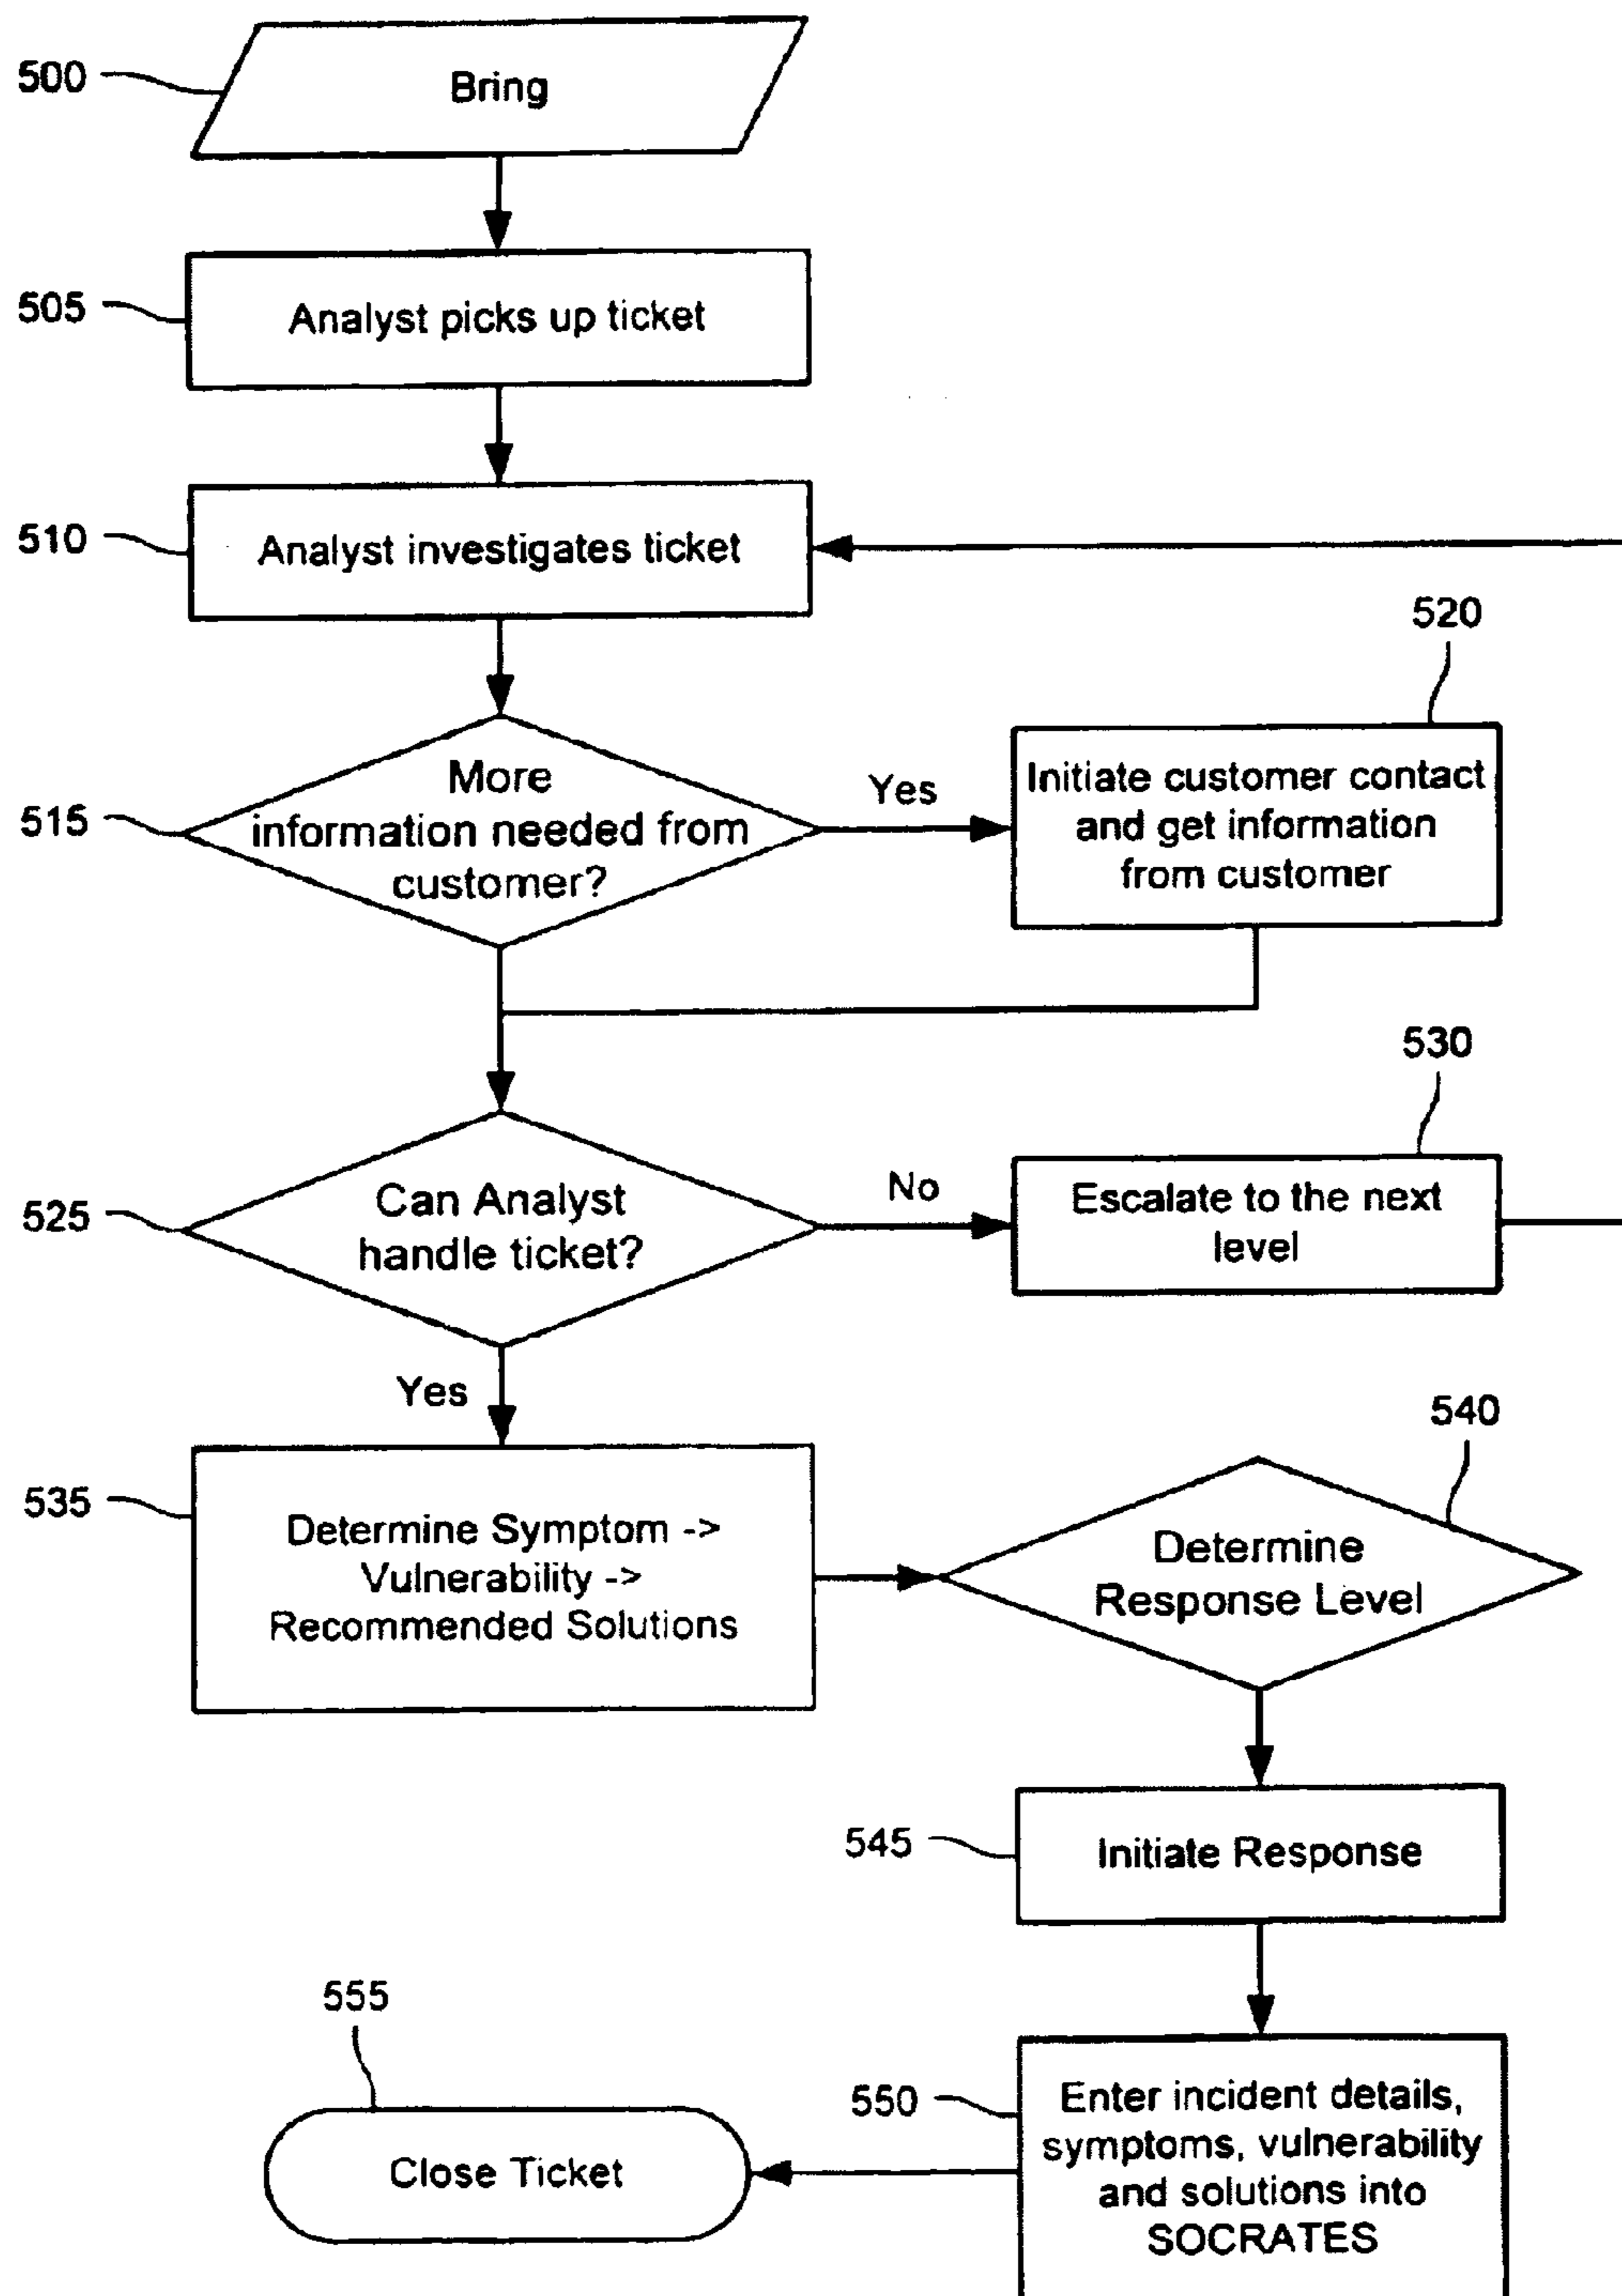 500
Bring
505
Analyst picks up ticket
510
Analyst investigates ticket
515
More
information needed from
customer?
Yes
520
Initiate customer contact
and get information
from customer
525
Can Analyst
handle ticket?
No
530
Escalate to the next
level
Yes
535
Determine Symptom ->
Vulnerability ->
Recommended Solutions
540
Determine
Response Level
545
Initiate Response
550
Enter incident details,
symptoms, vulnerability
and solutions into
SOCRATES
555
Close Ticket